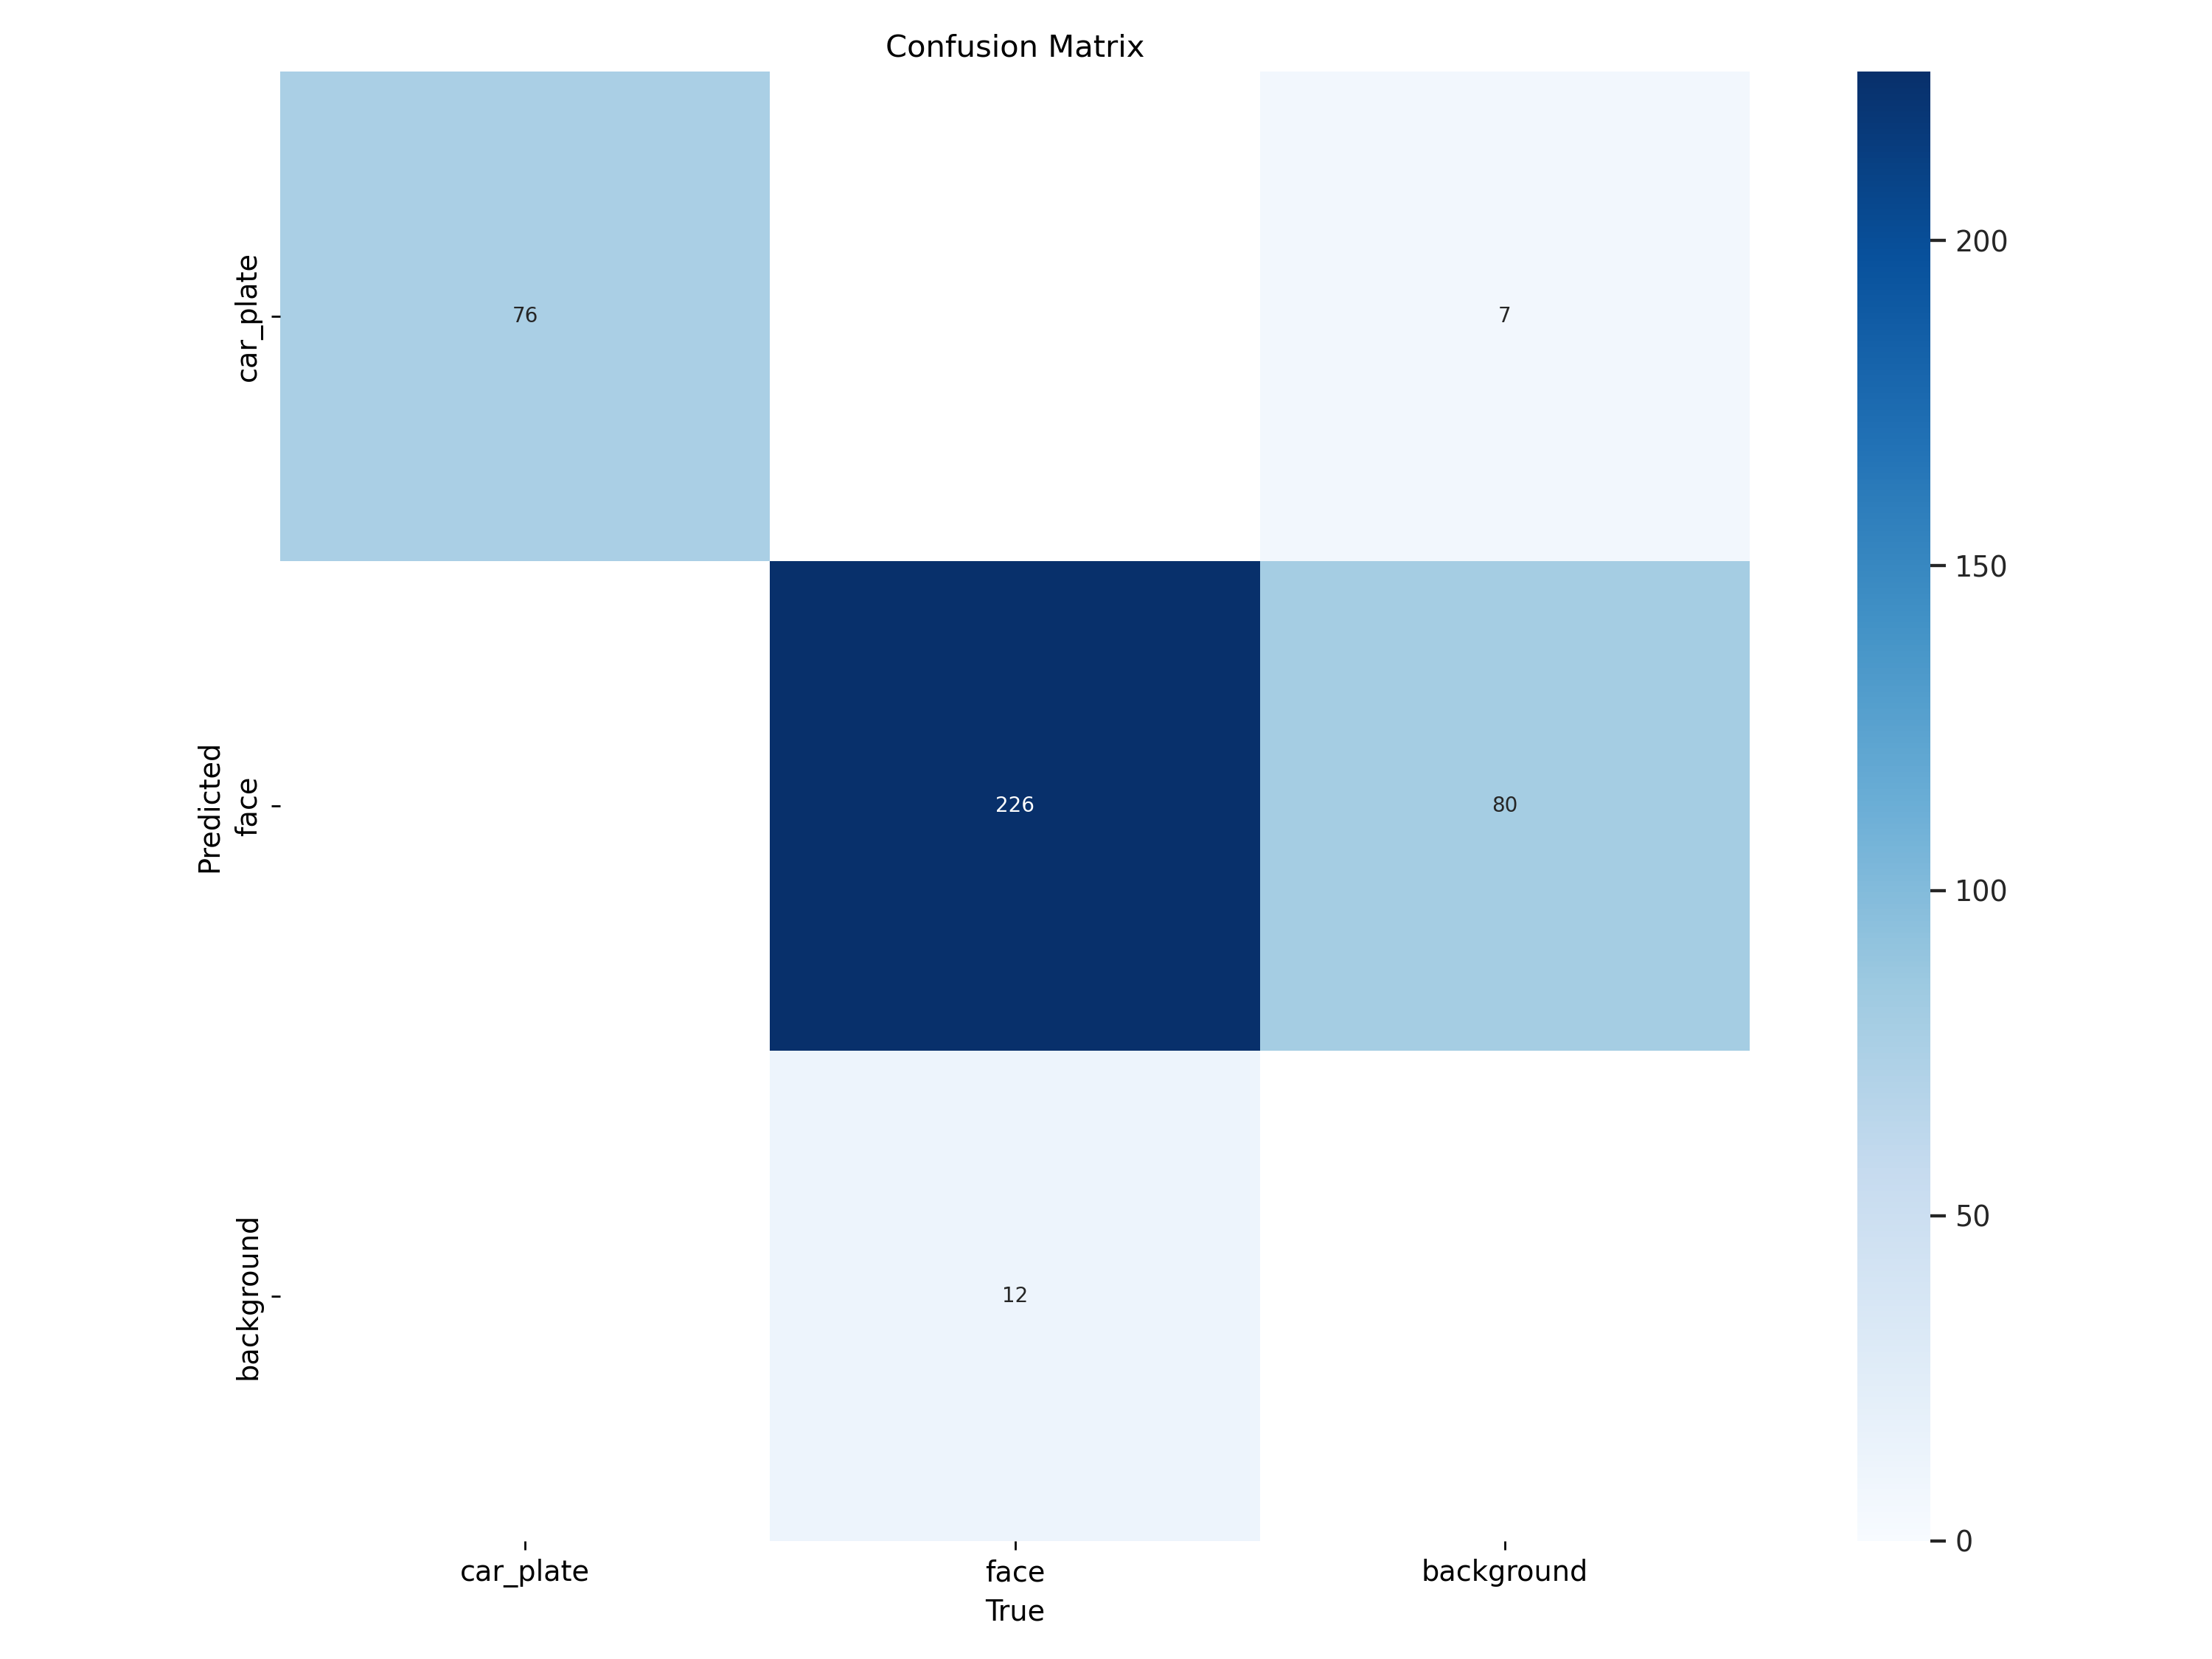 Confusion Matrix
car_plate
76
7
200
150
Predicted
face
226
80
100
background
12
50
0
car_plate
face
background
True